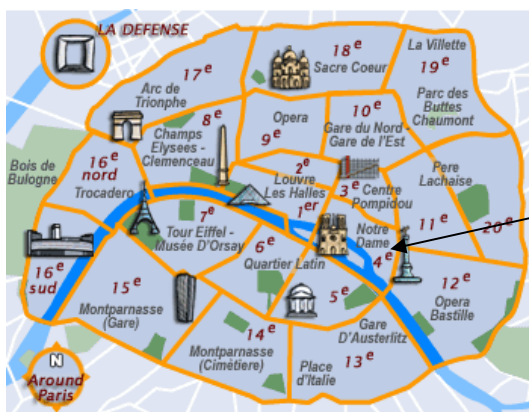 LA DEFENSE
17e
Arc de
Trionphe
18e
Sacre Coeur
La Villette
19e
Parc des
Buttes
Chaumont
8e
Champs
Elysees -
Clemenceau
Opera
9e
10e
Gare du Nord -
Gare de l'Est
Bois de
Bulogne
16e
nord
Trocadero
2e
Louvre
Les Halles
1er
3e
Centre
Pompidou
Pere
Lachaise
11e
20e
7e
Tour Eiffel -
Musée D'Orsay
6e
Quartier Latin
Notre
Dame
4e
16e
sud
15e
Montparnasse
(Gare)
5e
12e
Opera
Bastille
14e
Montparnasse
(Cimètiere)
Gare
D'Austerlitz
13e
Place
d'Italie
N
Around
Paris